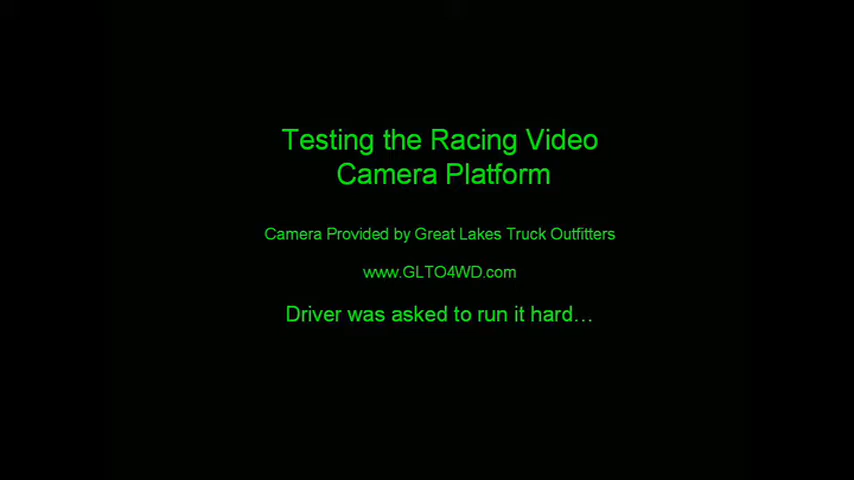 Testing the Racing Video
Camera Platform
Camera Provided by Great Lakes Truck Outfitters
www.GLTO4WD.com
Driver was asked to run it hard…